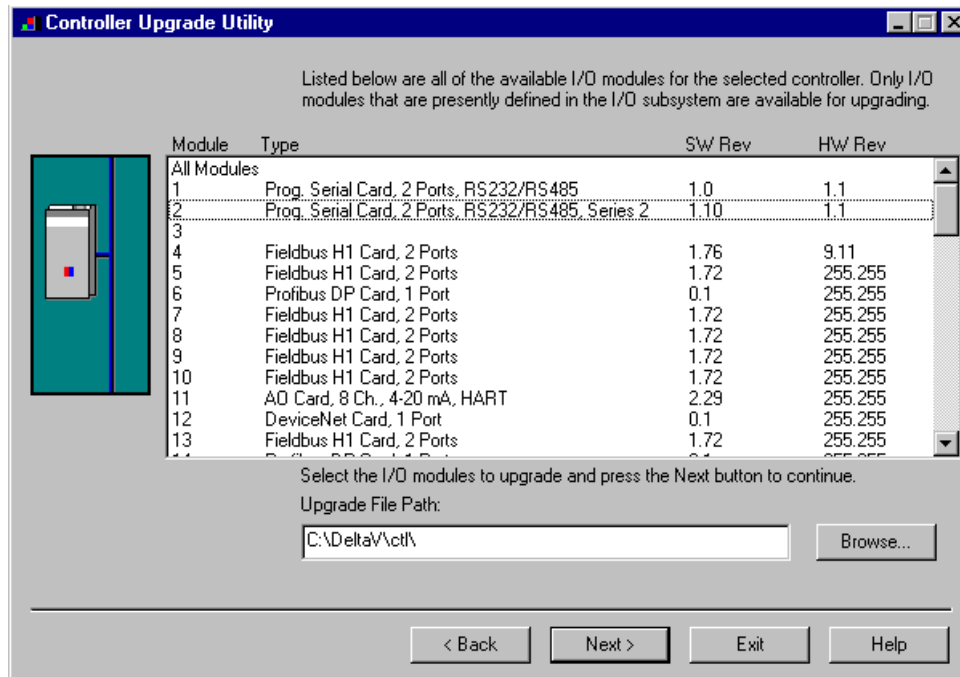 Controller Upgrade Utility
Listed below are all of the available I/O modules for the selected controller. Only I/O
modules that are presently defined in the I/O subsystem are available for upgrading.
Module Type SW Rev HW Rev
All Modules
1 Prog. Serial Card, 2 Ports, RS232/RS485 1.0 1.1
2 Prog. Serial Card, 2 Ports, RS232/RS485, Series 2 1.10 1.1
3
4 Fieldbus H1 Card, 2 Ports 1.76 9.11
5 Fieldbus H1 Card, 2 Ports 1.72 255.255
6 Profibus DP Card, 1 Port 0.1 255.255
7 Fieldbus H1 Card, 2 Ports 1.72 255.255
8 Fieldbus H1 Card, 2 Ports 1.72 255.255
9 Fieldbus H1 Card, 2 Ports 1.72 255.255
10 Fieldbus H1 Card, 2 Ports 1.72 255.255
11 AO Card, 8 Ch., 4-20 mA, HART 2.29 255.255
12 DeviceNet Card, 1 Port 0.1 255.255
13 Fieldbus H1 Card, 2 Ports 1.72 255.255
Select the I/O modules to upgrade and press the Next button to continue.
Upgrade File Path:
C:\DeltaV\ctl\
Browse...
< Back Next > Exit Help